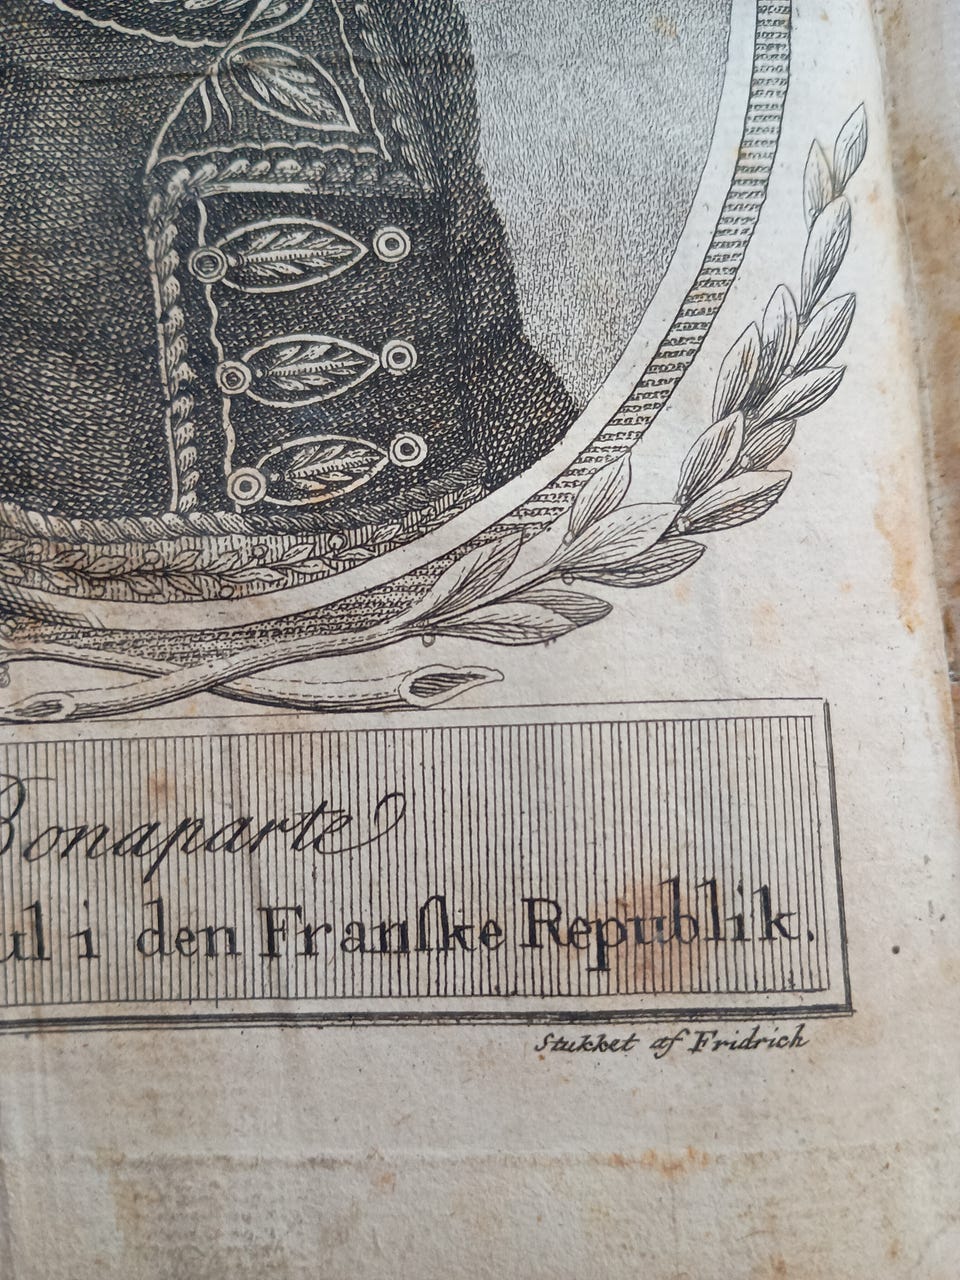 Bonaparte
ul i den Franſke Republik.
Stukket af Fridrich